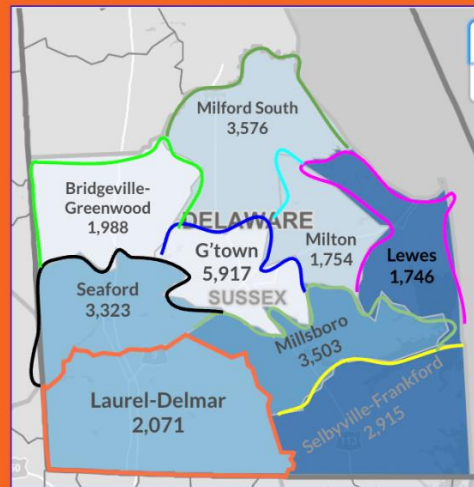 Milford South
3,576
Bridgeville-
Greenwood
1,988
DELAWARE
G'town
5,917
Milton
1,754
Lewes
1,746
Seaford
3,323
SUSSEX
Millsboro
3,503
Laurel-Delmar
2,071
Selbyville-Frankford
2,915